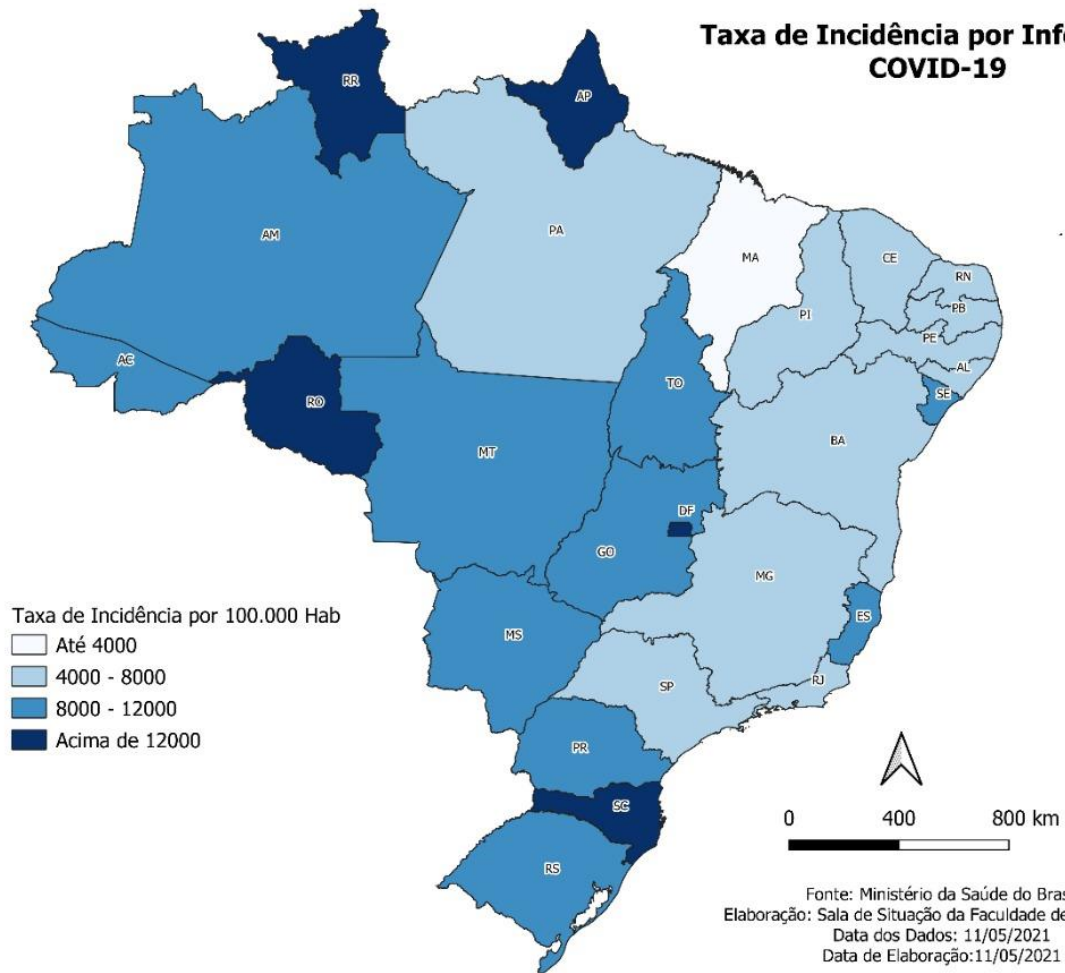 Taxa de Incidência por Inf
COVID-19
RR
AP
AM
PA
MA
CE
RN
PB
PI
PE
AL
SE
AC
TO
RO
BA
MT
DF
GO
MG
ES
MS
SP
RJ
PR
SC
RS
Taxa de Incidência por 100.000 Hab
Até 4000
4000 - 8000
8000 - 12000
Acima de 12000
0 400 800 km
Fonte: Ministério da Saúde do Bras
Elaboração: Sala de Situação da Faculdade de
Data dos Dados: 11/05/2021
Data de Elaboração:11/05/2021